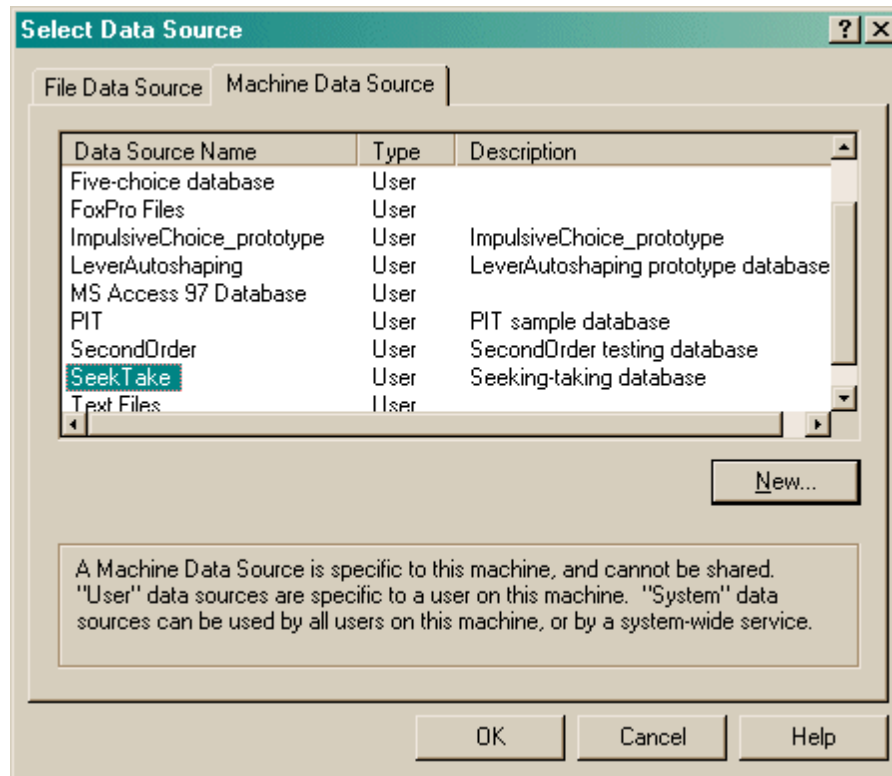 Select Data Source
File Data Source Machine Data Source
Data Source Name Type Description
Five-choice database User
FoxPro Files User
ImpulsiveChoice_prototype User ImpulsiveChoice_prototype
LeverAutoshaping User LeverAutoshaping prototype database
MS Access 97 Database User
PIT User PIT sample database
SecondOrder User SecondOrder testing database
SeekTake User Seeking-taking database
Text Files User
New...
A Machine Data Source is specific to this machine, and cannot be shared.
"User" data sources are specific to a user on this machine. "System" data
sources can be used by all users on this machine, or by a system-wide service.
OK Cancel Help